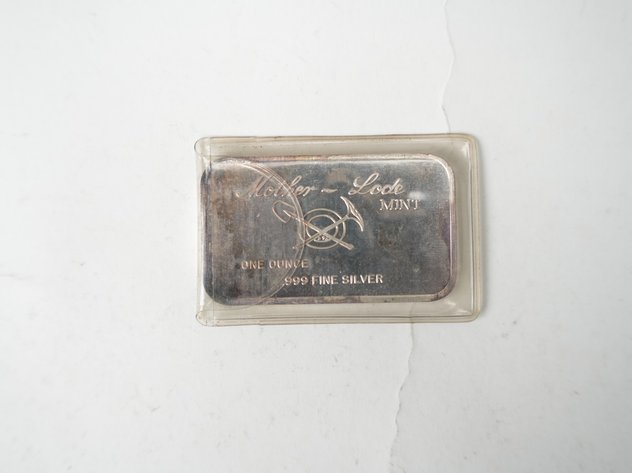 Mother - Lode
MINT
ONE OUNCE
.999 FINE SILVER